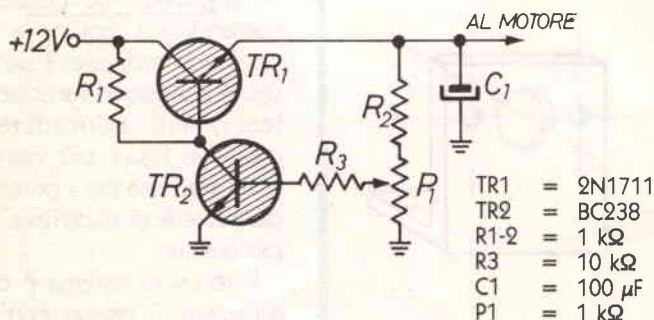 AL MOTORE
+12V
R1
TR1
C1
R2
TR2
R3
P1
TR1 = 2N1711
TR2 = BC238
R1-2 = 1 kΩ
R3 = 10 kΩ
C1 = 100 µF
P1 = 1 kΩ